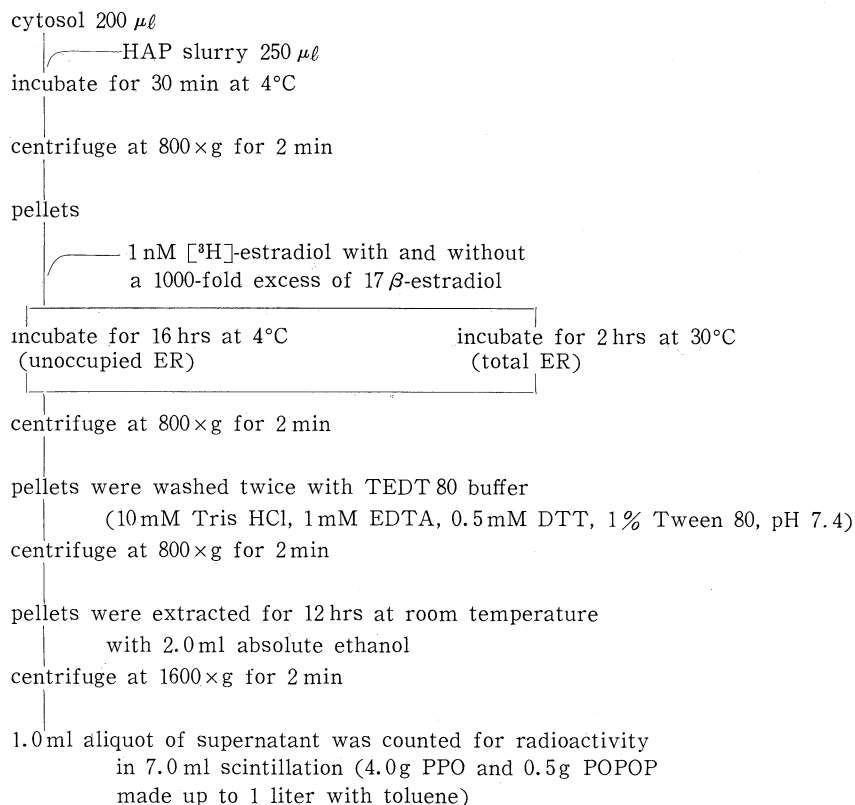 cytosol 200 μℓ
HAP slurry 250 μℓ
incubate for 30 min at 4°C
centrifuge at 800×g for 2 min
pellets
1 nM [³H]-estradiol with and without
a 1000-fold excess of 17 β-estradiol
incubate for 16 hrs at 4°C incubate for 2 hrs at 30°C
(unoccupied ER) (total ER)
centrifuge at 800×g for 2 min
pellets were washed twice with TEDT 80 buffer
(10 mM Tris HCl, 1 mM EDTA, 0.5 mM DTT, 1% Tween 80, pH 7.4)
centrifuge at 800×g for 2 min
pellets were extracted for 12 hrs at room temperature
with 2.0 ml absolute ethanol
centrifuge at 1600×g for 2 min
1.0 ml aliquot of supernatant was counted for radioactivity
in 7.0 ml scintillation (4.0 g PPO and 0.5 g POPOP
made up to 1 liter with toluene)